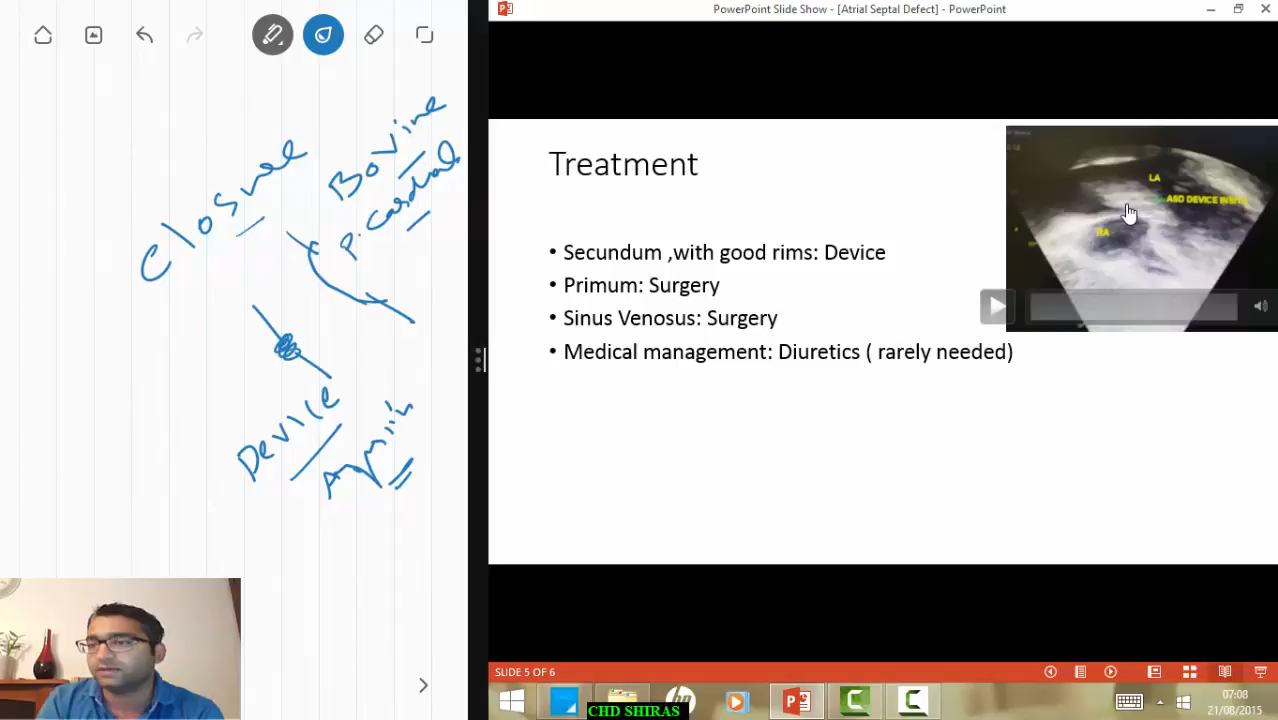 PowerPoint Slide Show - [Atrial Septal Defect] - PowerPoint
Closure
Bovine
Device
Treatment
• Secundum ,with good rims: Device
• Primum: Surgery
• Sinus Venosus: Surgery
• Medical management: Diuretics ( rarely needed)
LA
ASD DEVICE
RA
SLIDE 5 OF 6
CHD SHIRAS
07:08
21/08/2015